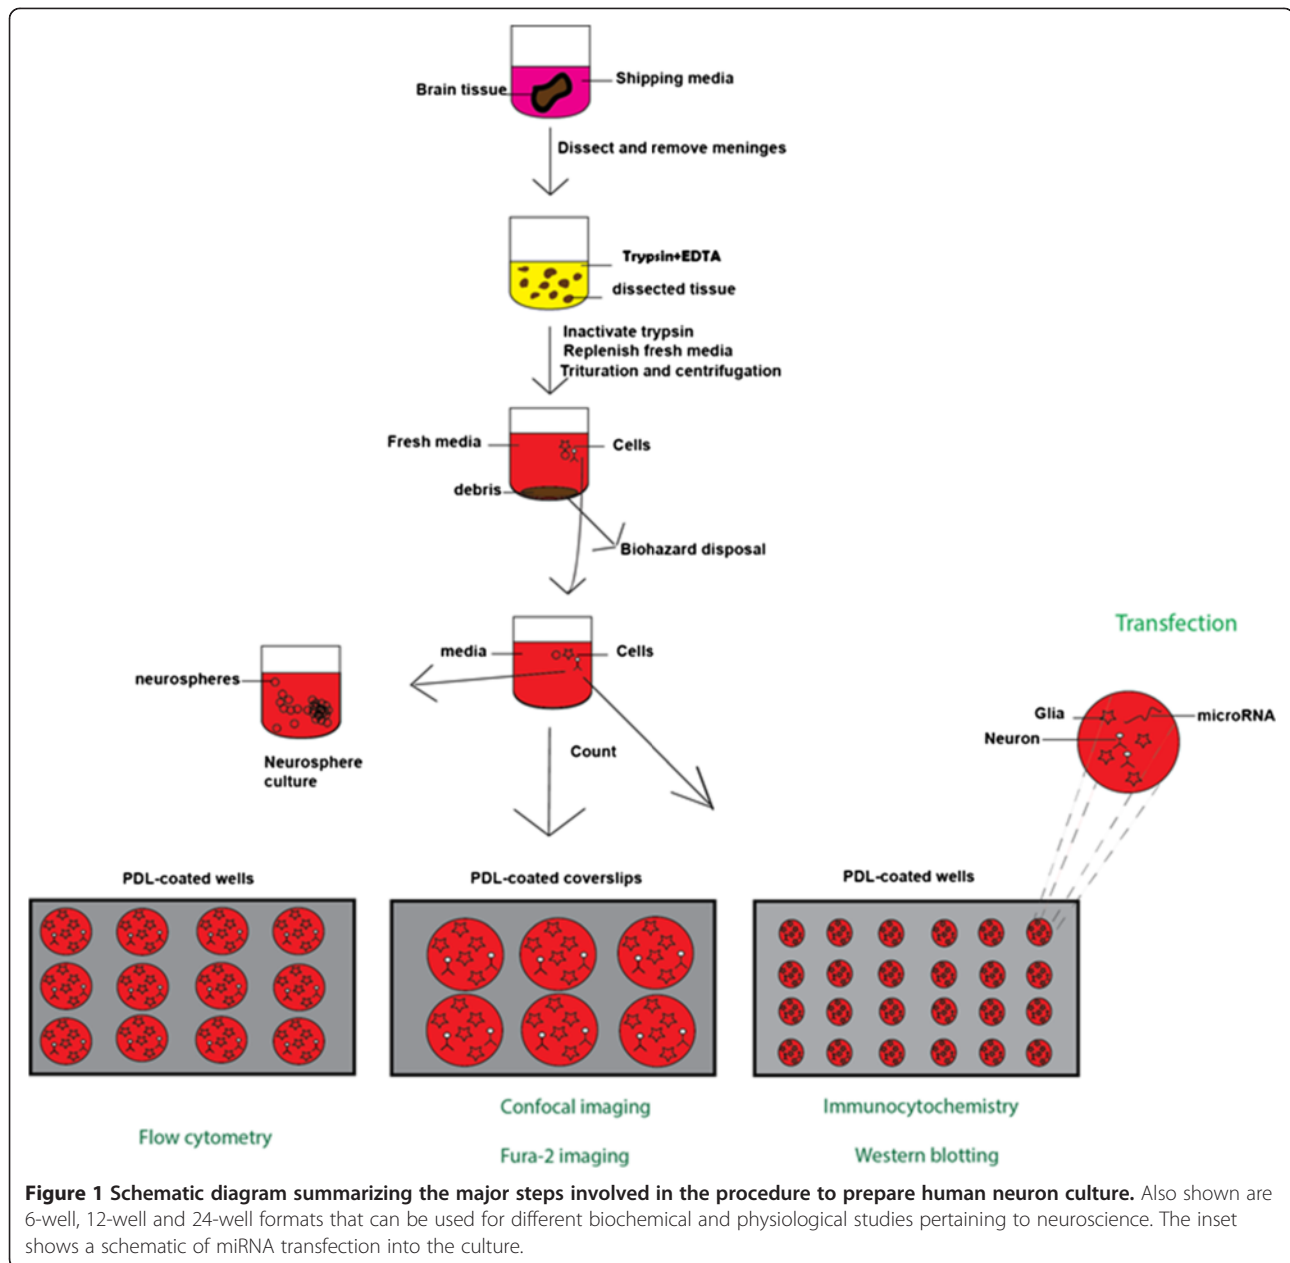 Brain tissue
Shipping media
Dissect and remove meninges
Trypsin+EDTA
dissected tissue
Inactivate trypsin
Replenish fresh media
Trituration and centrifugation
Fresh media
Cells
debris
Biohazard disposal
media
Cells
neurospheres
Neurosphere
culture
Count
Transfection
Glia
microRNA
Neuron
PDL-coated wells
PDL-coated coverslips
PDL-coated wells
Flow cytometry
Confocal imaging
Fura-2 imaging
Immunocytochemistry
Western blotting
Figure 1 Schematic diagram summarizing the major steps involved in the procedure to prepare human neuron culture. Also shown are
6-well, 12-well and 24-well formats that can be used for different biochemical and physiological studies pertaining to neuroscience. The inset
shows a schematic of miRNA transfection into the culture.